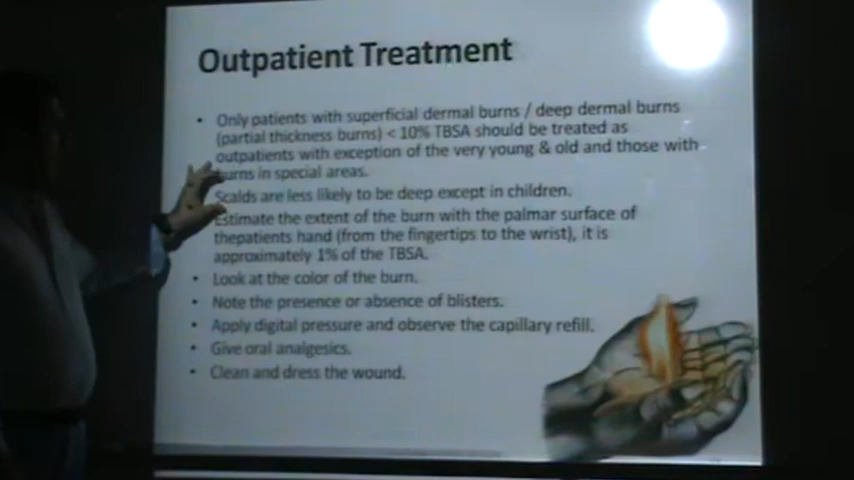 Outpatient Treatment
• Only patients with superficial dermal burns / deep dermal burns
(partial thickness burns) < 10% TBSA should be treated as
outpatients with exception of the very young & old and those with
burns in special areas.
Scalds are less likely to be deep except in children.
Estimate the extent of the burn with the palmar surface of
thepatients hand (from the fingertips to the wrist), it is
approximately 1% of the TBSA.
• Look at the color of the burn.
• Note the presence or absence of blisters.
• Apply digital pressure and observe the capillary refill.
• Give oral analgesics.
• Clean and dress the wound.